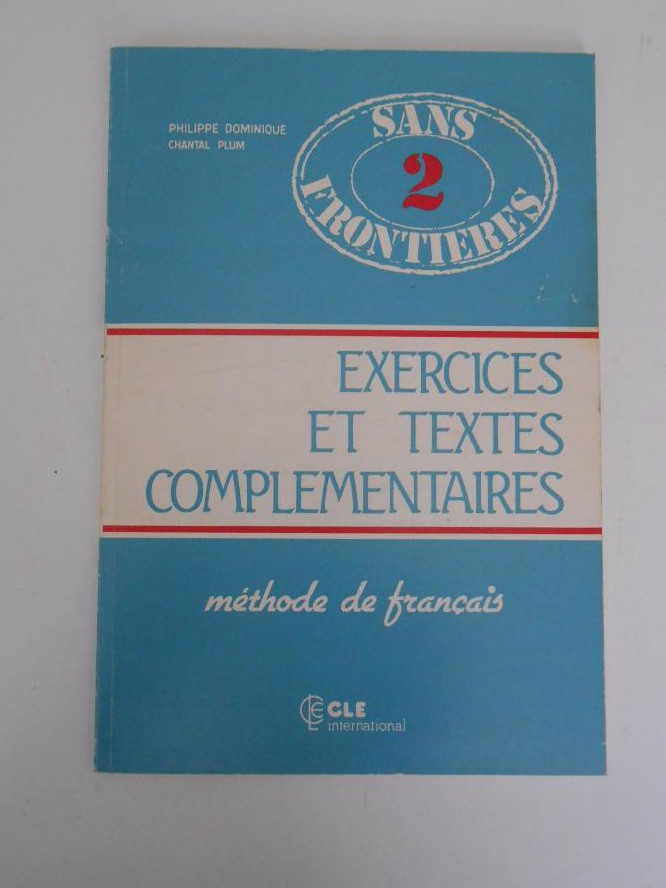 PHILIPPE DOMINIQUE
CHANTAL PLUM
SANS
2
FRONTIERES
EXERCICES
ET TEXTES
COMPLEMENTAIRES
méthode de français
CLE
international